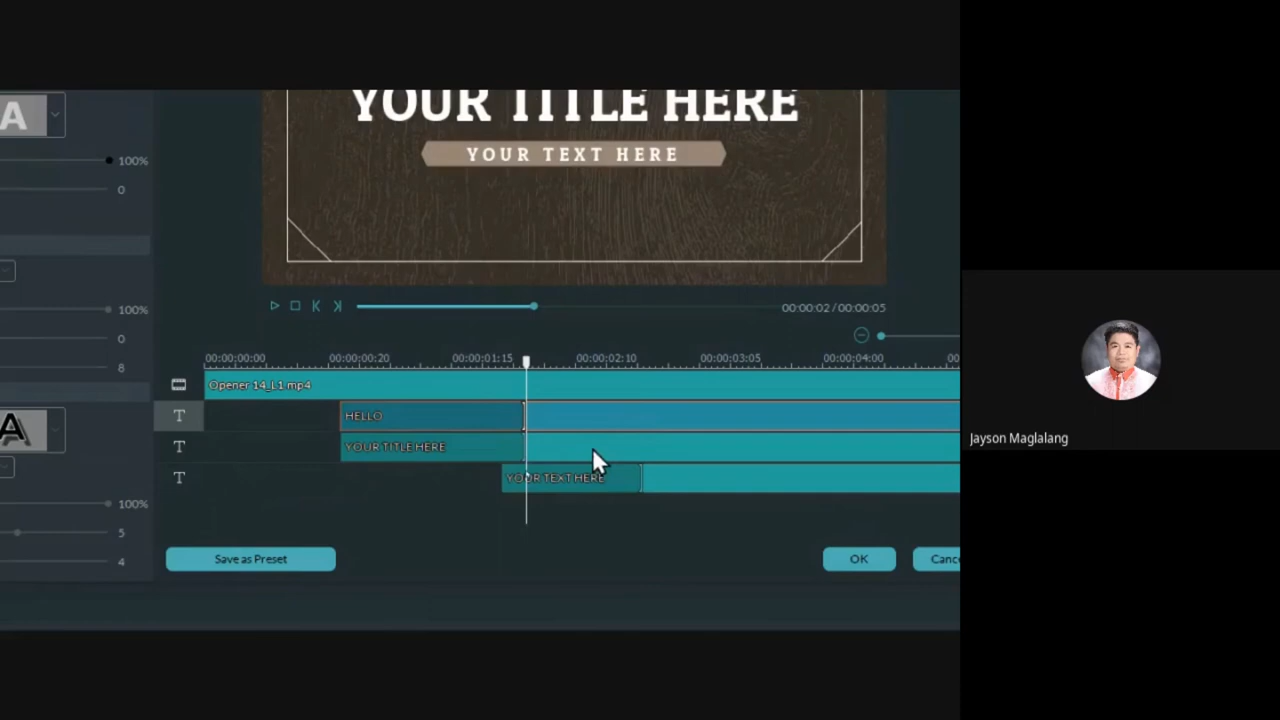 A
YOUR TITLE HERE
YOUR TEXT HERE
100%
0
100%
0
8
00:00:02 / 00:00:05
00:00:00:00 00:00:00:20 00:00:01:15 00:00:02:10 00:00:03:05 00:00:04:00 00
Opener 14_L1.mp4
T HELLO
T YOUR TITLE HERE
T YOUR TEXT HERE
A
100%
5
4
Save as Preset OK Canc
Jayson Maglalang